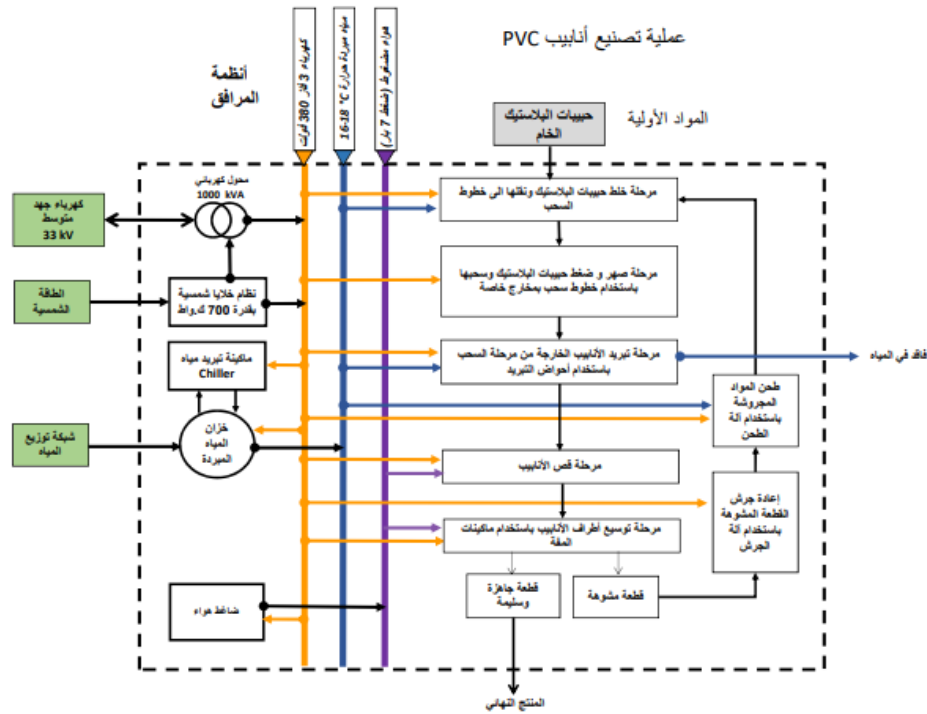 عملية تصنيع أنابيب PVC
أنظمة
المرافق
كهرباء 3 فاز 380 فولت
مياه مبردة حرارة
16-18 °C
هواء مضغوط (ضغط 7 بار)
المواد الأولية
حبيبات البلاستيك
الخام
كهرباء جهد
متوسط
33 kV
محول كهربائي
1000 kVA
مرحلة خلط حبيبات البلاستيك ونقلها الى خطوط
السحب
الطاقة
الشمسية
نظام خلايا شمسية
بقدرة 700 ك.واط
مرحلة صهر و ضغط حبيبات البلاستيك وسحبها
باستخدام خطوط سحب بمخارج خاصة
ماكينة تبريد مياه
Chiller
مرحلة تبريد الأنابيب الخارجة من مرحلة السحب
باستخدام أحواض التبريد
فاقد في المياه
طحن المواد
المجروشة
باستخدام آلة
الطحن
شبكة توزيع
المياه
خزان
المياه
المبردة
مرحلة قص الأنابيب
إعادة جرش
القطعة المشوهة
باستخدام آلة
الجرش
مرحلة توسيع أطراف الأنابيب باستخدام ماكينات
المفة
قطعة جاهزة
وسليمة
قطعة مشوهة
ضاغط هواء
المنتج النهائي